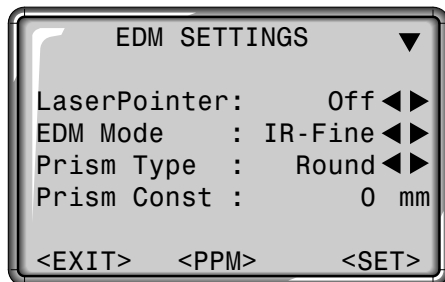 EDM SETTINGS ▼
LaserPointer: Off ◀▶
EDM Mode : IR-Fine ◀▶
Prism Type : Round ◀▶
Prism Const : 0 mm
<EXIT> <PPM> <SET>